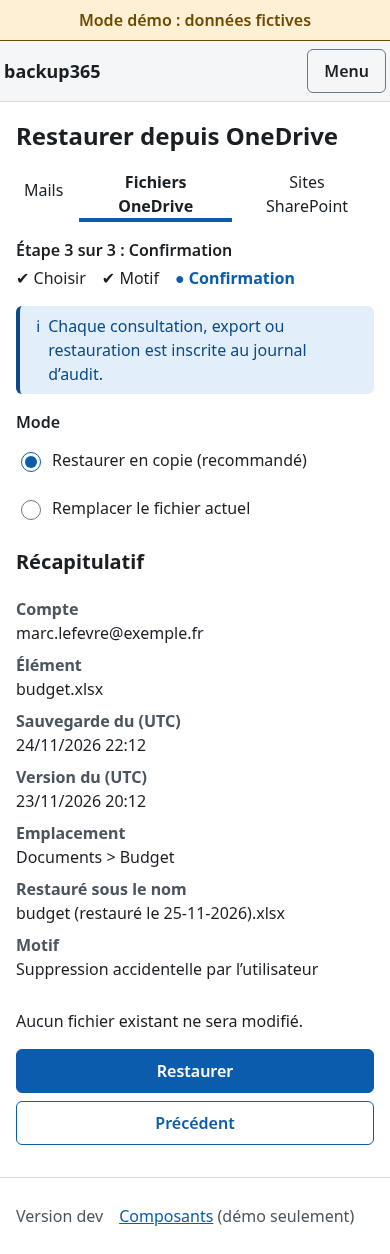 Mode démo : données fictives
backup365
Menu
Restaurer depuis OneDrive
Mails
Fichiers
OneDrive
Sites
SharePoint
Étape 3 sur 3 : Confirmation
✔ Choisir ✔ Motif ● Confirmation
i Chaque consultation, export ou
restauration est inscrite au journal
d’audit.
Mode
Restaurer en copie (recommandé)
Remplacer le fichier actuel
Récapitulatif
Compte
marc.lefevre@exemple.fr
Élément
budget.xlsx
Sauvegarde du (UTC)
24/11/2026 22:12
Version du (UTC)
23/11/2026 20:12
Emplacement
Documents > Budget
Restauré sous le nom
budget (restauré le 25-11-2026).xlsx
Motif
Suppression accidentelle par l’utilisateur
Aucun fichier existant ne sera modifié.
Restaurer
Précédent
Version dev Composants (démo seulement)